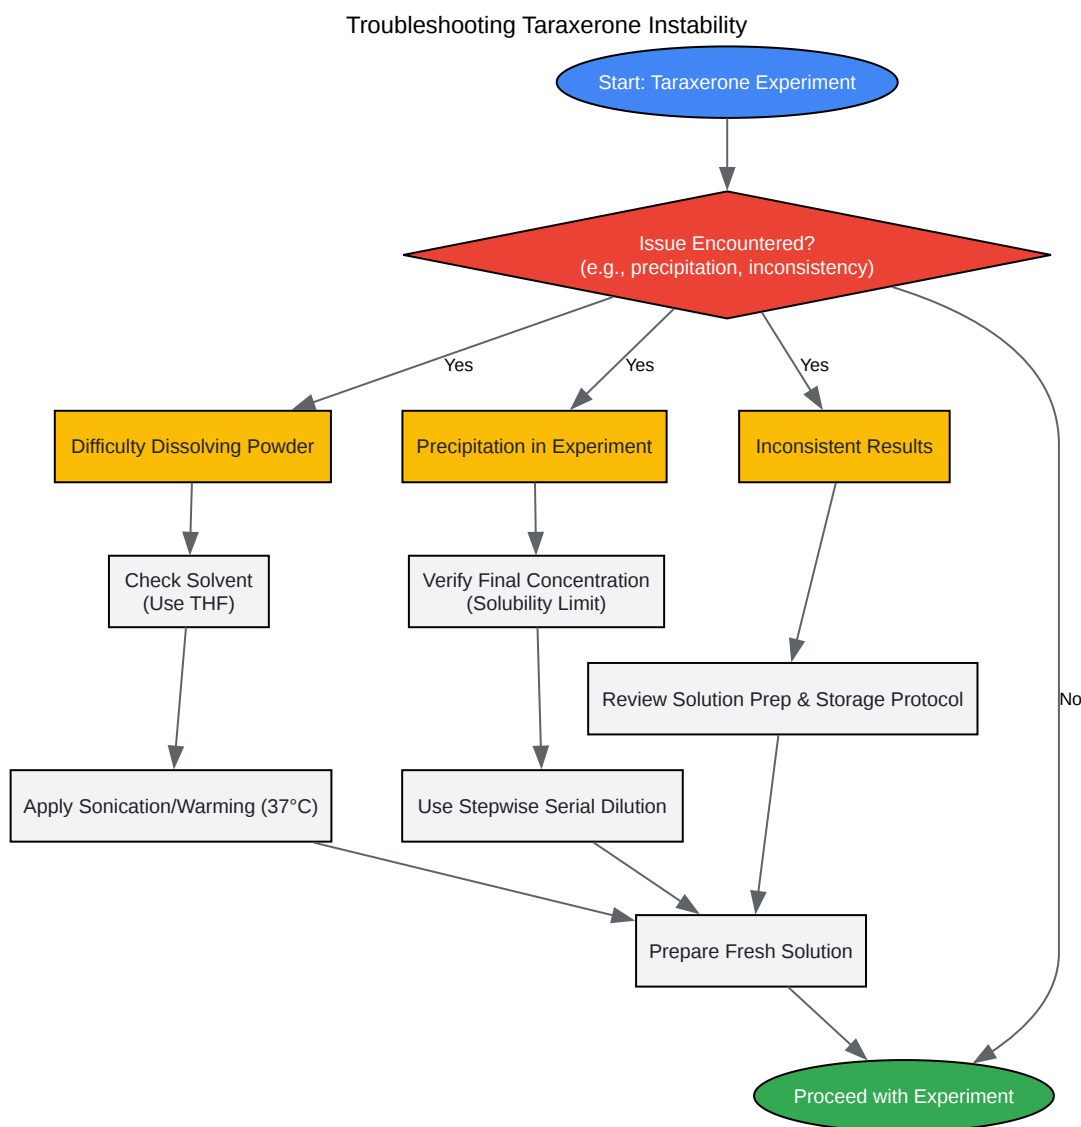 Troubleshooting Taraxerone Instability
Start: Taraxerone Experiment
Issue Encountered?
(e.g., precipitation, inconsistency)
Yes
Yes
Yes
Difficulty Dissolving Powder
Precipitation in Experiment
Inconsistent Results
Check Solvent
(Use THF)
Verify Final Concentration
(Solubility Limit)
Review Solution Prep & Storage Protocol
No
Apply Sonication/Warming (37°C)
Use Stepwise Serial Dilution
Prepare Fresh Solution
Proceed with Experiment